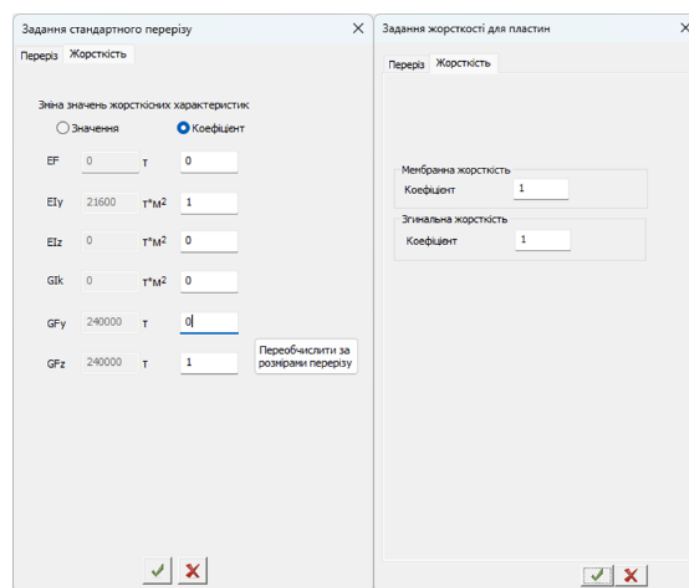 Задання стандартного перерізу
Переріз Жорсткість
Зміна значень жорсткісних характеристик
Значення Коефіцієнт
EF 0 т 0
EIy 21600 т*м2 1
EIz 0 т*м2 0
GIk 0 т*м2 0
GFy 240000 т 0
GFz 240000 т 1
Переобчислити за
розмірами перерізу
Задання жорсткості для пластин
Переріз Жорсткість
Мембранна жорсткість
Коефіцієнт 1
Згинальна жорсткість
Коефіцієнт 1